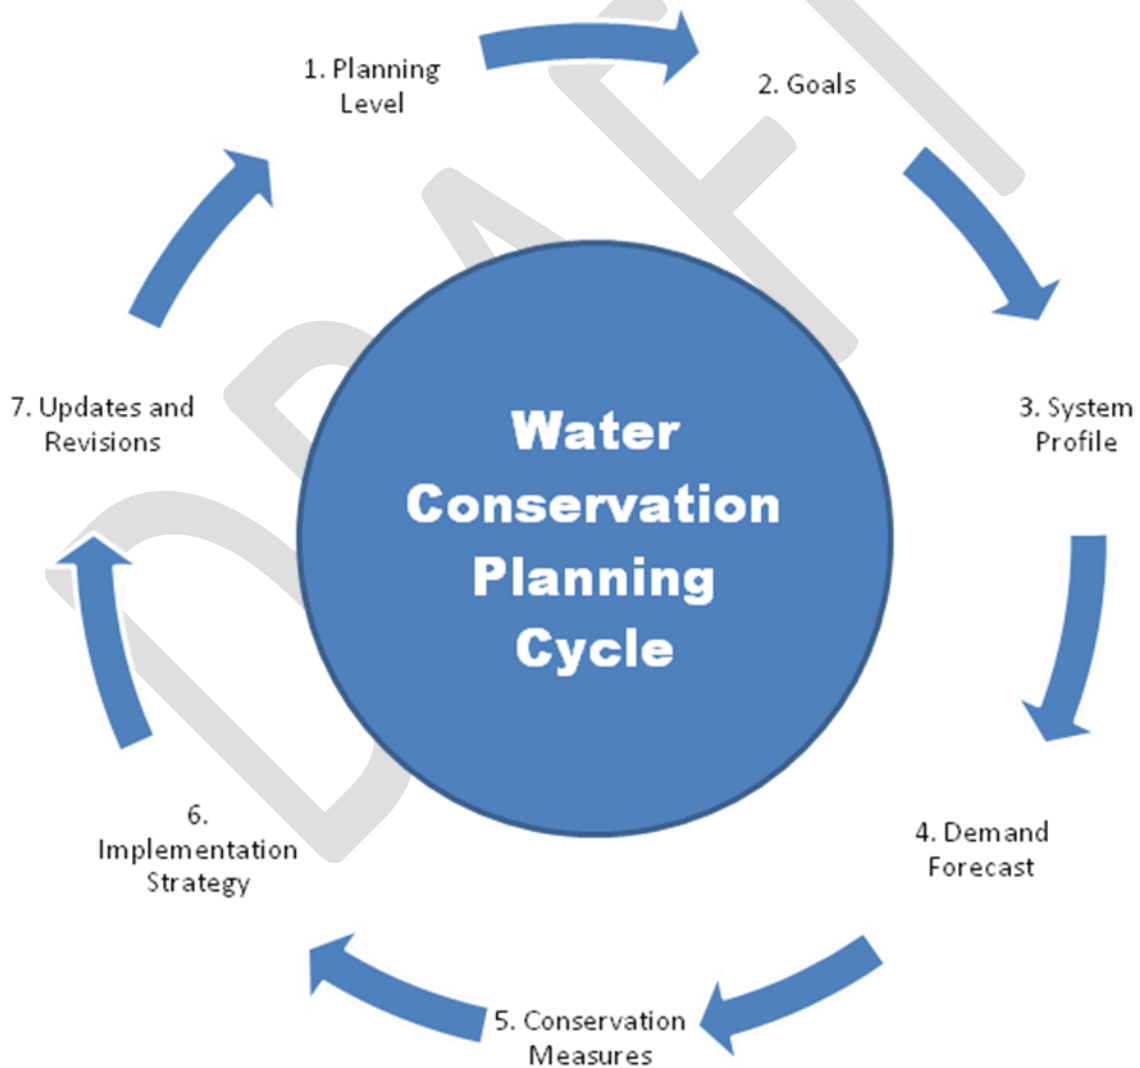 1. Planning
Level
2. Goals
3. System
Profile
4. Demand
Forecast
5. Conservation
Measures
6.
Implementation
Strategy
7. Updates and
Revisions
Water
Conservation
Planning
Cycle
DRAFT